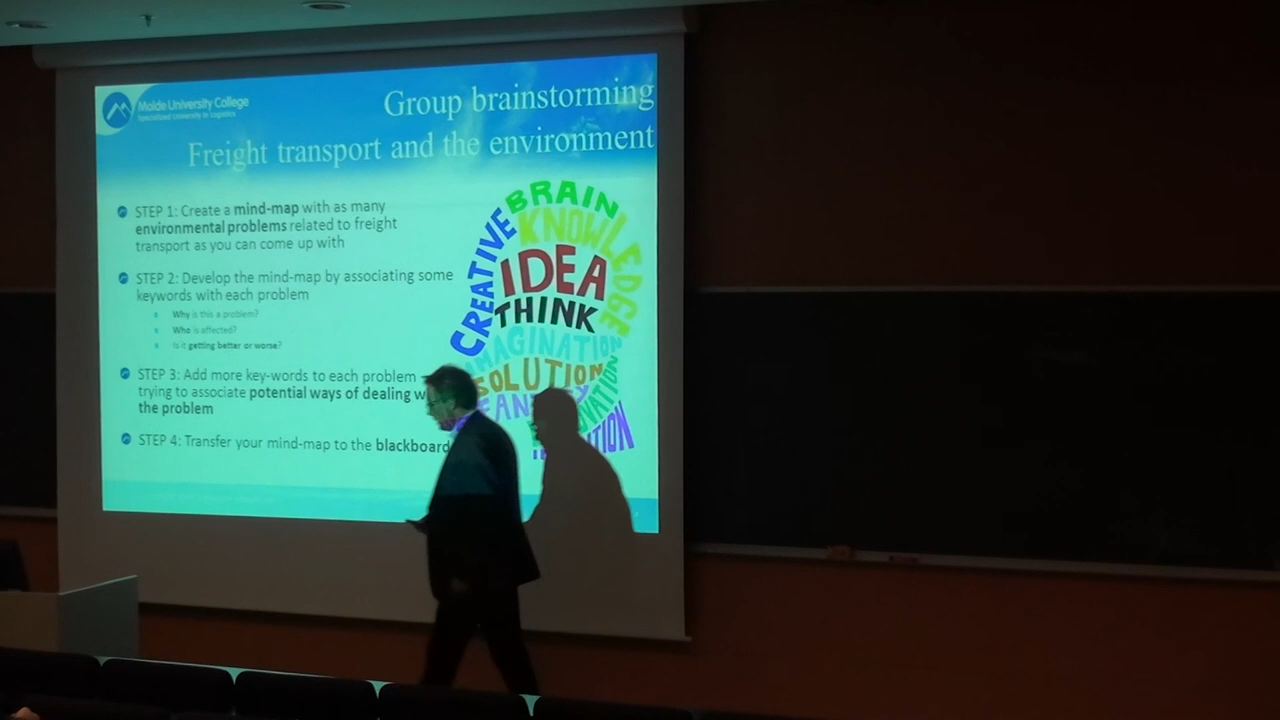 Molde University College
Specialized University in Logistics
Group brainstorming
Freight transport and the environment
STEP 1: Create a mind-map with as many
environmental problems related to freight
transport as you can come up with
STEP 2: Develop the mind-map by associating some
keywords with each problem
Why is this a problem?
Who is affected?
Is it getting better or worse?
STEP 3: Add more key-words to each problem
trying to associate potential ways of dealing
the problem
STEP 4: Transfer your mind-map to the blackboard
BRAIN
KNOWLEDGE
CREATIVE
IDEA
THINK
IMAGINATION
SOLUTION